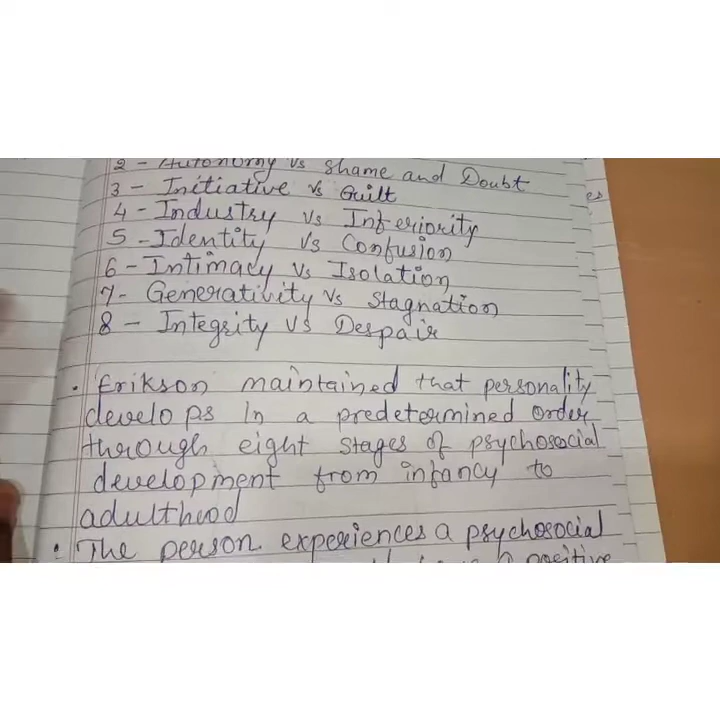 2 - Autonomy vs Shame and Doubt
3 - Initiative vs Guilt
4 - Industry vs Inferiority
5 - Identity vs Confusion
6 - Intimacy vs Isolation
7 - Generativity vs Stagnation
8 - Integrity vs Despair
• Erikson maintained that personality
develops in a predetermined order
through eight stages of psychosocial
development from infancy to
adulthood
• The person experiences a psychosocial
a positive